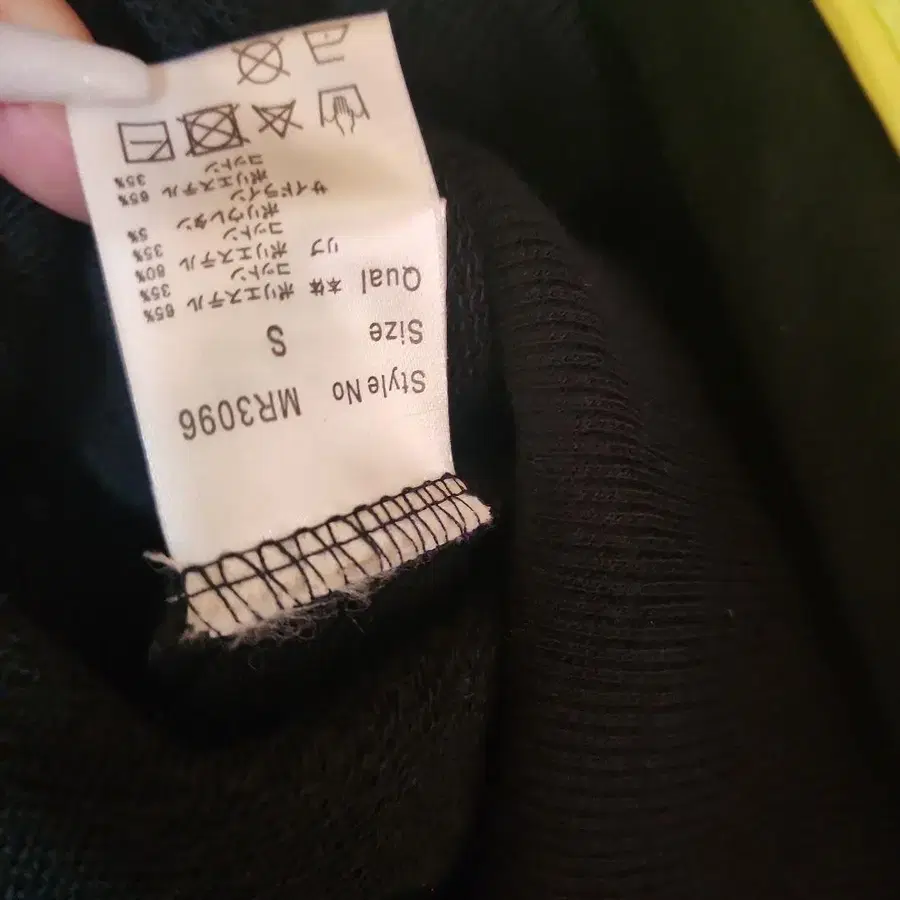 Style No MR3096
Size S
Qual 本体 ポリエステル 65%
コットン 35%
リブ ポリエステル 60%
コットン 35%
ポリウレタン 5%
サイドライン
ポリエステル 65%
コットン 35%